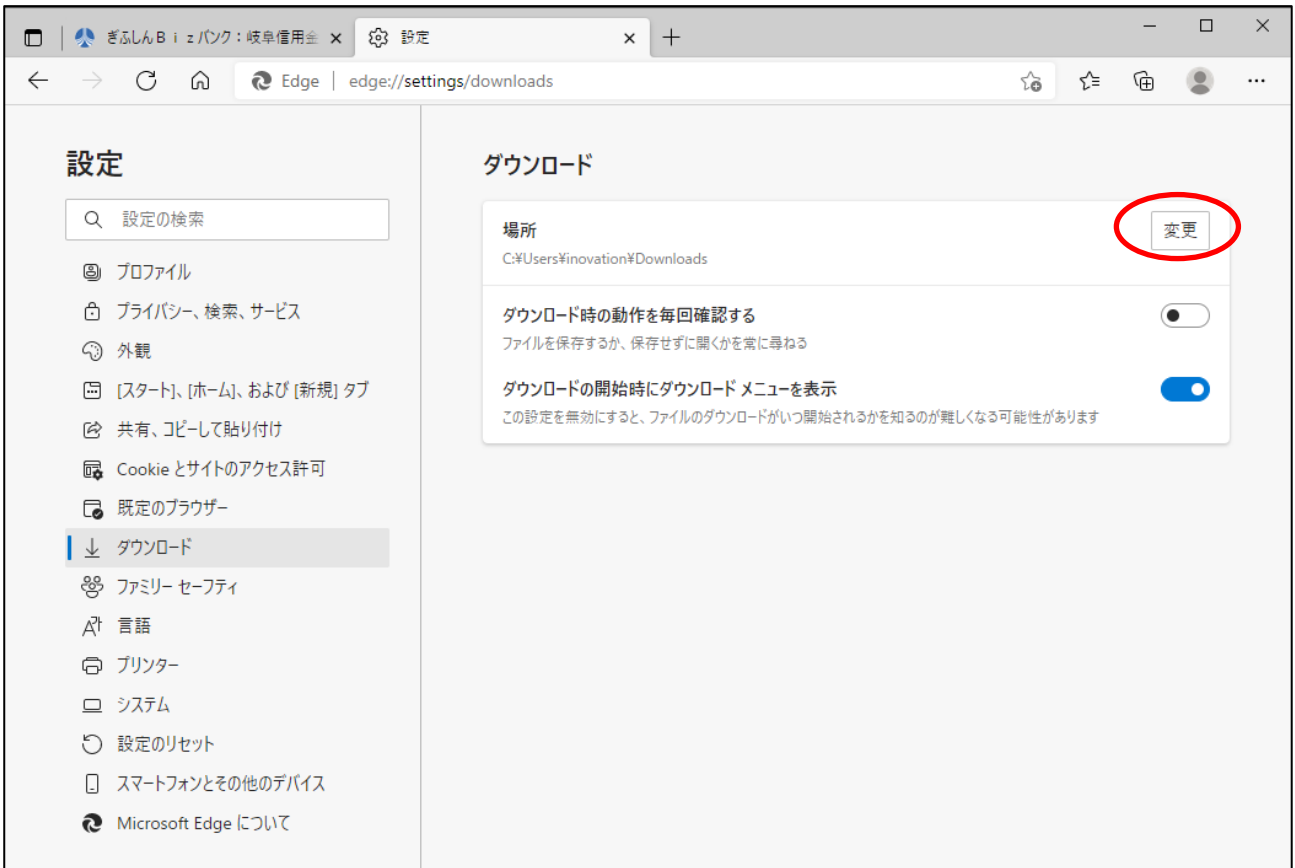 ぎふしんＢｉｚバンク：岐阜信用金
設定
Edge
edge://settings/downloads
設定
設定の検索
プロファイル
プライバシー、検索、サービス
外観
[スタート]、[ホーム]、および [新規] タブ
共有、コピーして貼り付け
Cookie とサイトのアクセス許可
既定のブラウザー
ダウンロード
ファミリー セーフティ
言語
プリンター
システム
設定のリセット
スマートフォンとその他のデバイス
Microsoft Edge について
ダウンロード
場所
変更
C:¥Users¥inovation¥Downloads
ダウンロード時の動作を毎回確認する
ファイルを保存するか、保存せずに開くかを常に尋ねる
ダウンロードの開始時にダウンロード メニューを表示
この設定を無効にすると、ファイルのダウンロードがいつ開始されるかを知るのが難しくなる可能性があります